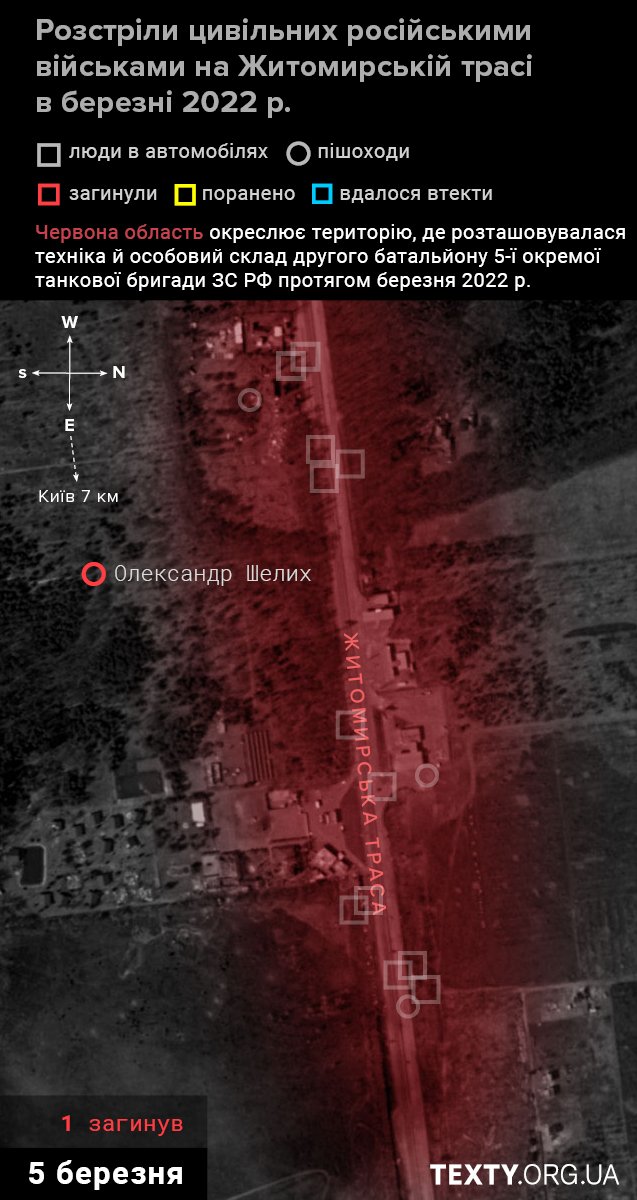 Розстріли цивільних російськими
військами на Житомирській трасі
в березні 2022 р.
люди в автомобілях
пішоходи
загинули
поранено
вдалося втекти
Червона область окреслює територію, де розташовувалася
техніка й особовий склад другого батальйону 5-ї окремої
танкової бригади ЗС РФ протягом березня 2022 р.
W
s
N
E
Київ 7 км
Олександр Шелих
ЖИТОМИРСЬКА ТРАСА
1 загинув
5 березня
TEXTY.ORG.UA